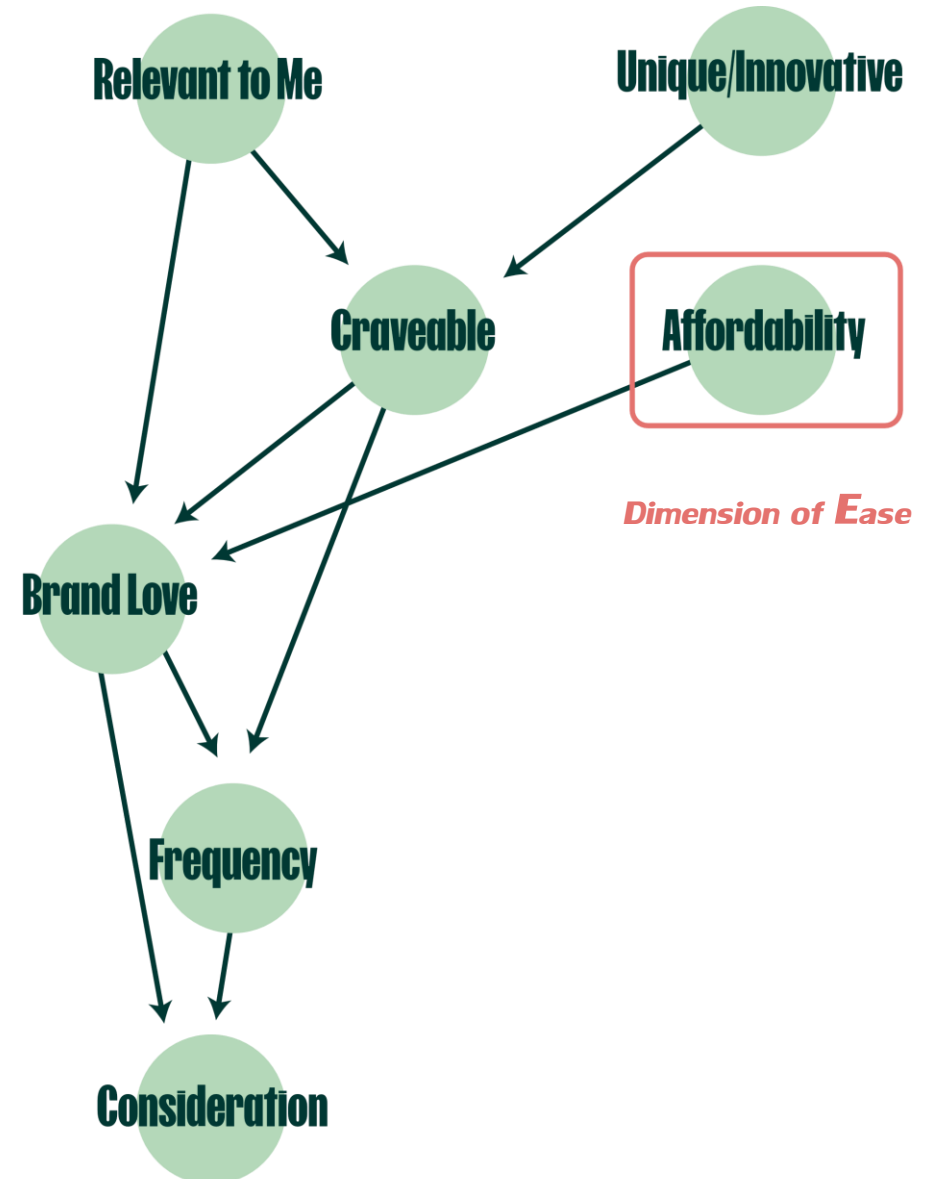 Relevant to Me
Unique/Innovative
Craveable
Affordability
Dimension of Ease
Brand Love
Frequency
Consideration